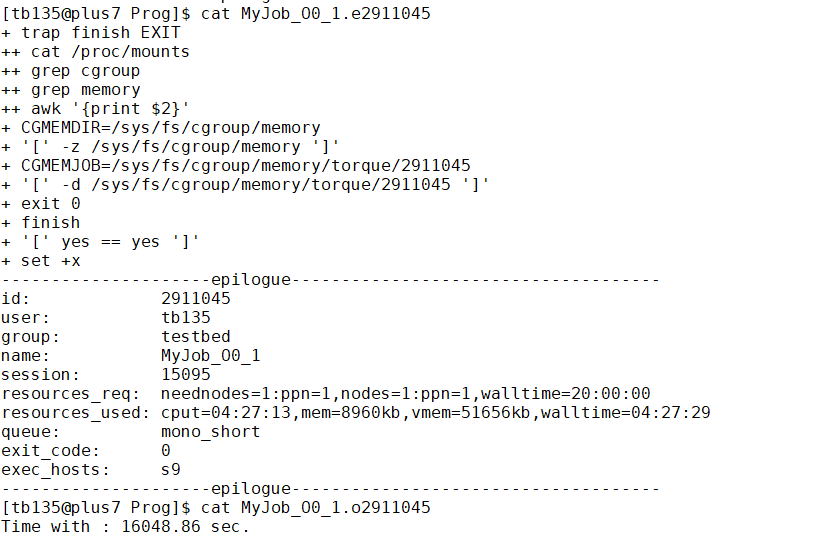 [tb135@plus7 Prog]$ cat MyJob_O0_1.e2911045
+ trap finish EXIT
++ cat /proc/mounts
++ grep cgroup
++ grep memory
++ awk '{print $2}'
+ CGMEMDIR=/sys/fs/cgroup/memory
+ '[' -z /sys/fs/cgroup/memory ']'
+ CGMEMJOB=/sys/fs/cgroup/memory/torque/2911045
+ '[' -d /sys/fs/cgroup/memory/torque/2911045 ']'
+ exit 0
+ finish
+ '[' yes == yes ']'
+ set +x
---------------------epilogue-------------------------------------
id:             2911045
user:           tb135
group:          testbed
name:           MyJob_O0_1
session:        15095
resources_req:  neednodes=1:ppn=1,nodes=1:ppn=1,walltime=20:00:00
resources_used: cput=04:27:13,mem=8960kb,vmem=51656kb,walltime=04:27:29
queue:          mono_short
exit_code:      0
exec_hosts:     s9
---------------------epilogue-------------------------------------
[tb135@plus7 Prog]$ cat MyJob_O0_1.o2911045
Time with : 16048.86 sec.